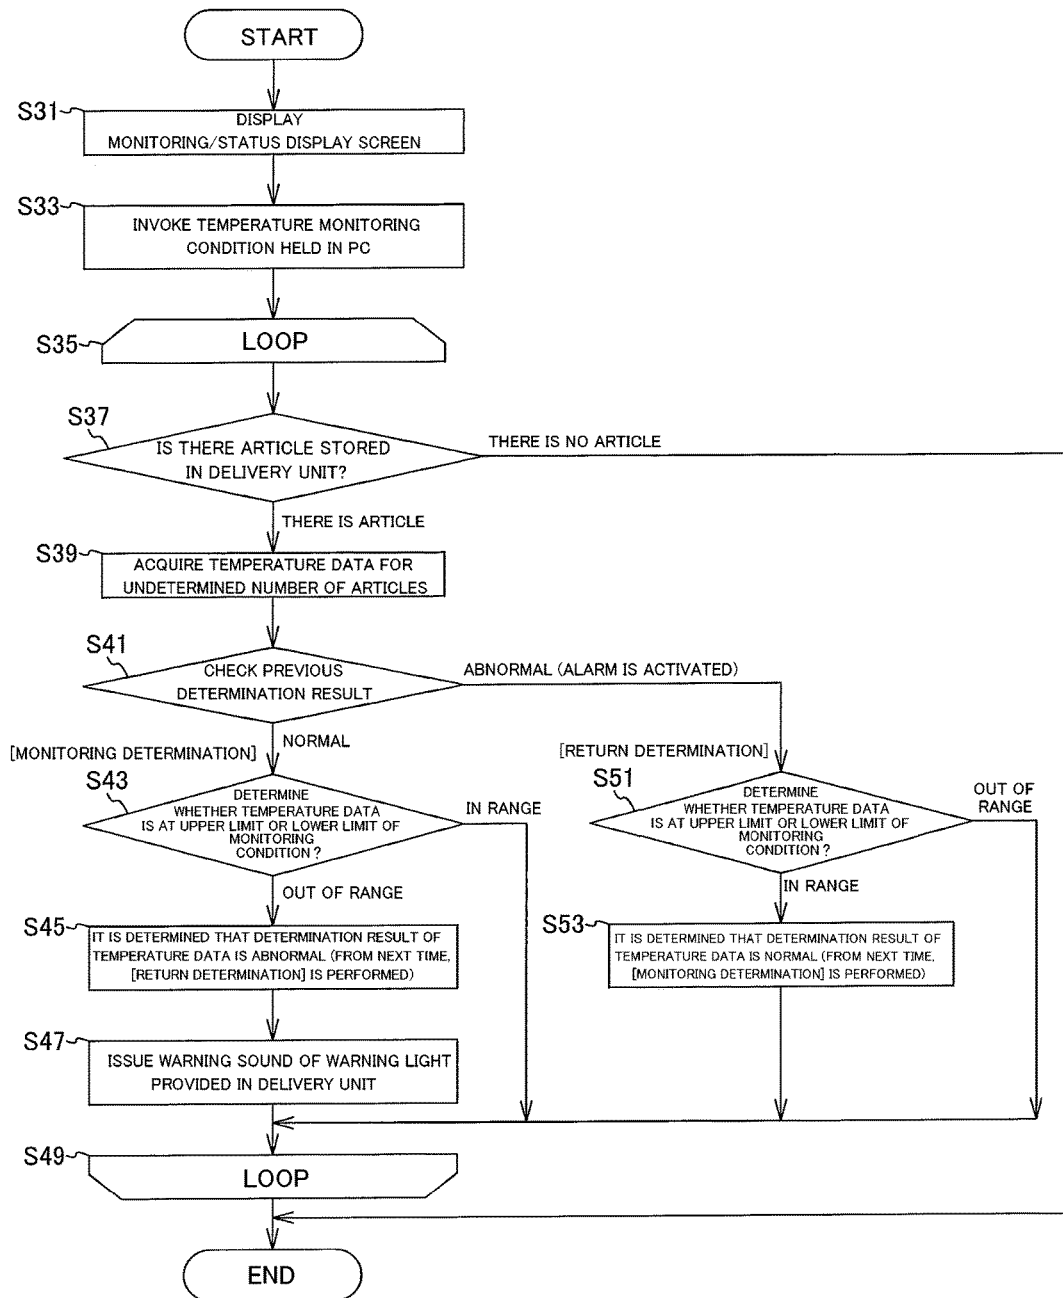 START
S31
DISPLAY
MONITORING/STATUS DISPLAY SCREEN
S33
INVOKE TEMPERATURE MONITORING
CONDITION HELD IN PC
S35
LOOP
S37
IS THERE ARTICLE STORED
IN DELIVERY UNIT?
THERE IS NO ARTICLE
THERE IS ARTICLE
S39
ACQUIRE TEMPERATURE DATA FOR
UNDETERMINED NUMBER OF ARTICLES
S41
CHECK PREVIOUS
DETERMINATION RESULT
ABNORMAL (ALARM IS ACTIVATED)
NORMAL
[MONITORING DETERMINATION]
S43
DETERMINE
WHETHER TEMPERATURE DATA
IS AT UPPER LIMIT OR LOWER LIMIT OF
MONITORING
CONDITION ?
IN RANGE
OUT OF RANGE
[RETURN DETERMINATION]
S51
DETERMINE
WHETHER TEMPERATURE DATA
IS AT UPPER LIMIT OR LOWER LIMIT OF
MONITORING
CONDITION ?
OUT OF
RANGE
IN RANGE
S45
IT IS DETERMINED THAT DETERMINATION RESULT OF
TEMPERATURE DATA IS ABNORMAL (FROM NEXT TIME,
[RETURN DETERMINATION] IS PERFORMED)
S53
IT IS DETERMINED THAT DETERMINATION RESULT OF
TEMPERATURE DATA IS NORMAL (FROM NEXT TIME,
[MONITORING DETERMINATION] IS PERFORMED)
S47
ISSUE WARNING SOUND OF WARNING LIGHT
PROVIDED IN DELIVERY UNIT
S49
LOOP
END